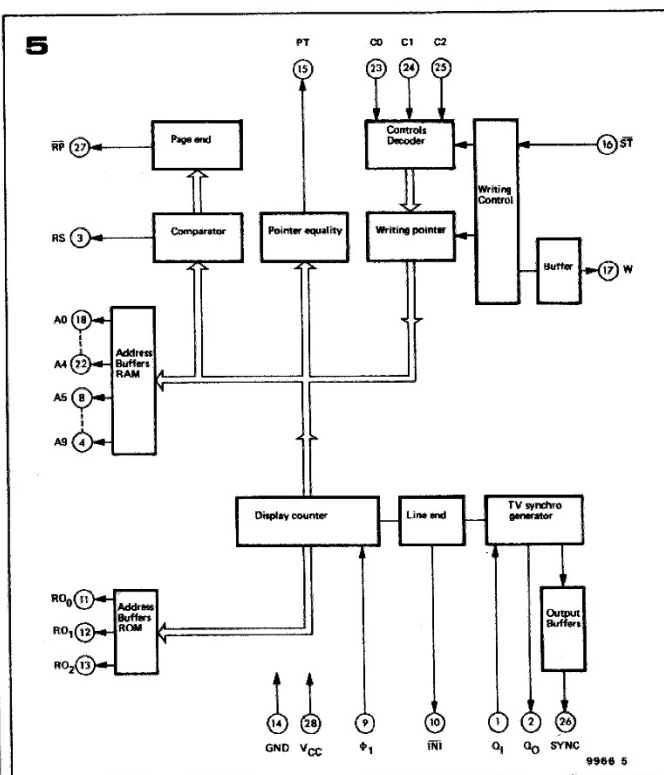 5
PT C0 C1 C2
15 23 24 25
RP 27
Page end
Controls
Decoder
16 ST
Writing
Control
RS 3
Comparator
Pointer equality
Writing pointer
Buffer
17 W
A0 18
A4 22
A5 8
A9 4
Address
Buffers
RAM
Display counter
Line end
TV synchro
generator
RO0 11
RO1 12
RO2 13
Address
Buffers
ROM
Output
Buffers
14 28 9 10 1 2 26
GND VCC Φ1 INI QI QO SYNC
9966 5